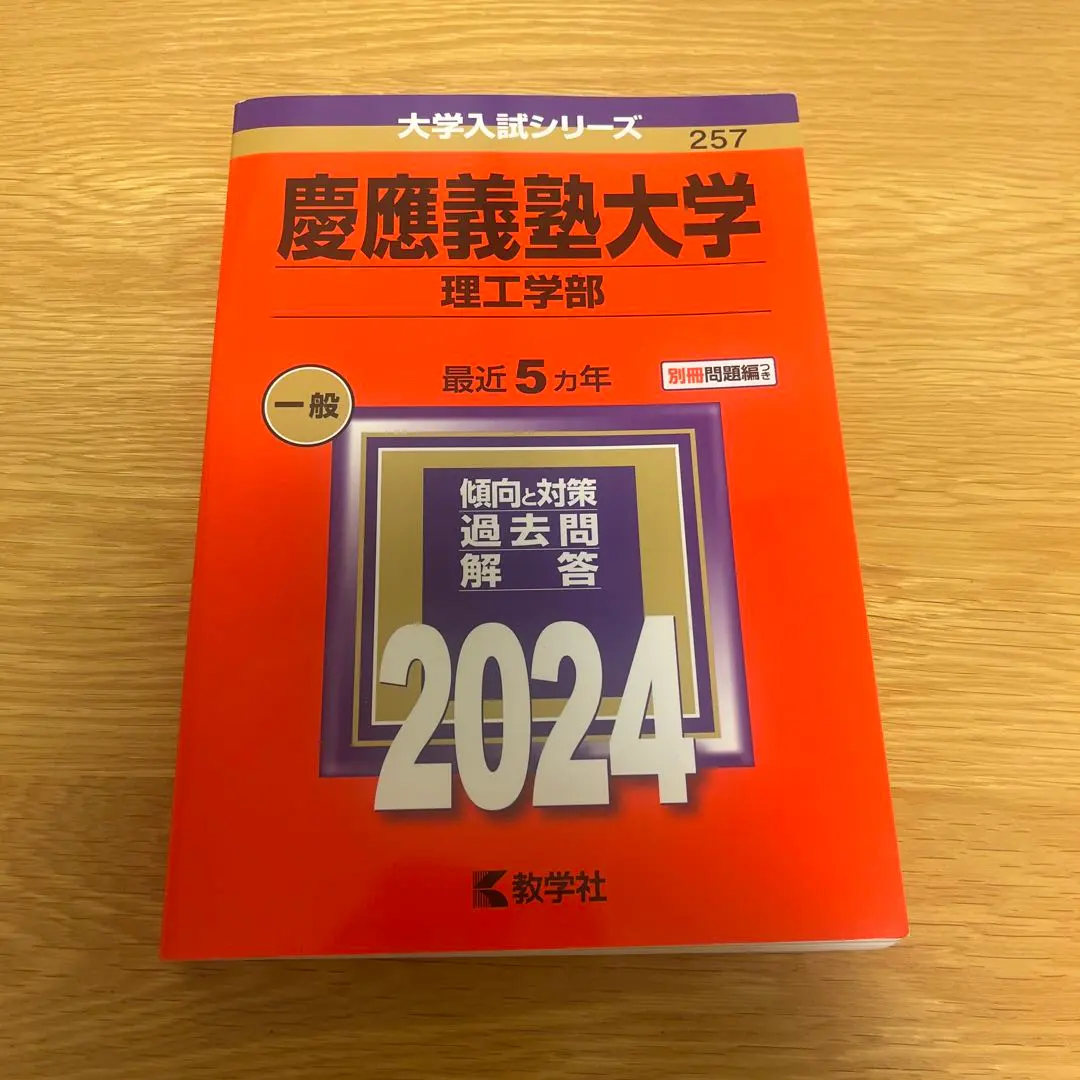 大学入試シリーズ
257
慶應義塾大学
理工学部
最近5カ年
別冊問題編つき
一般
傾向と対策
過去問
解答
2024
教学社